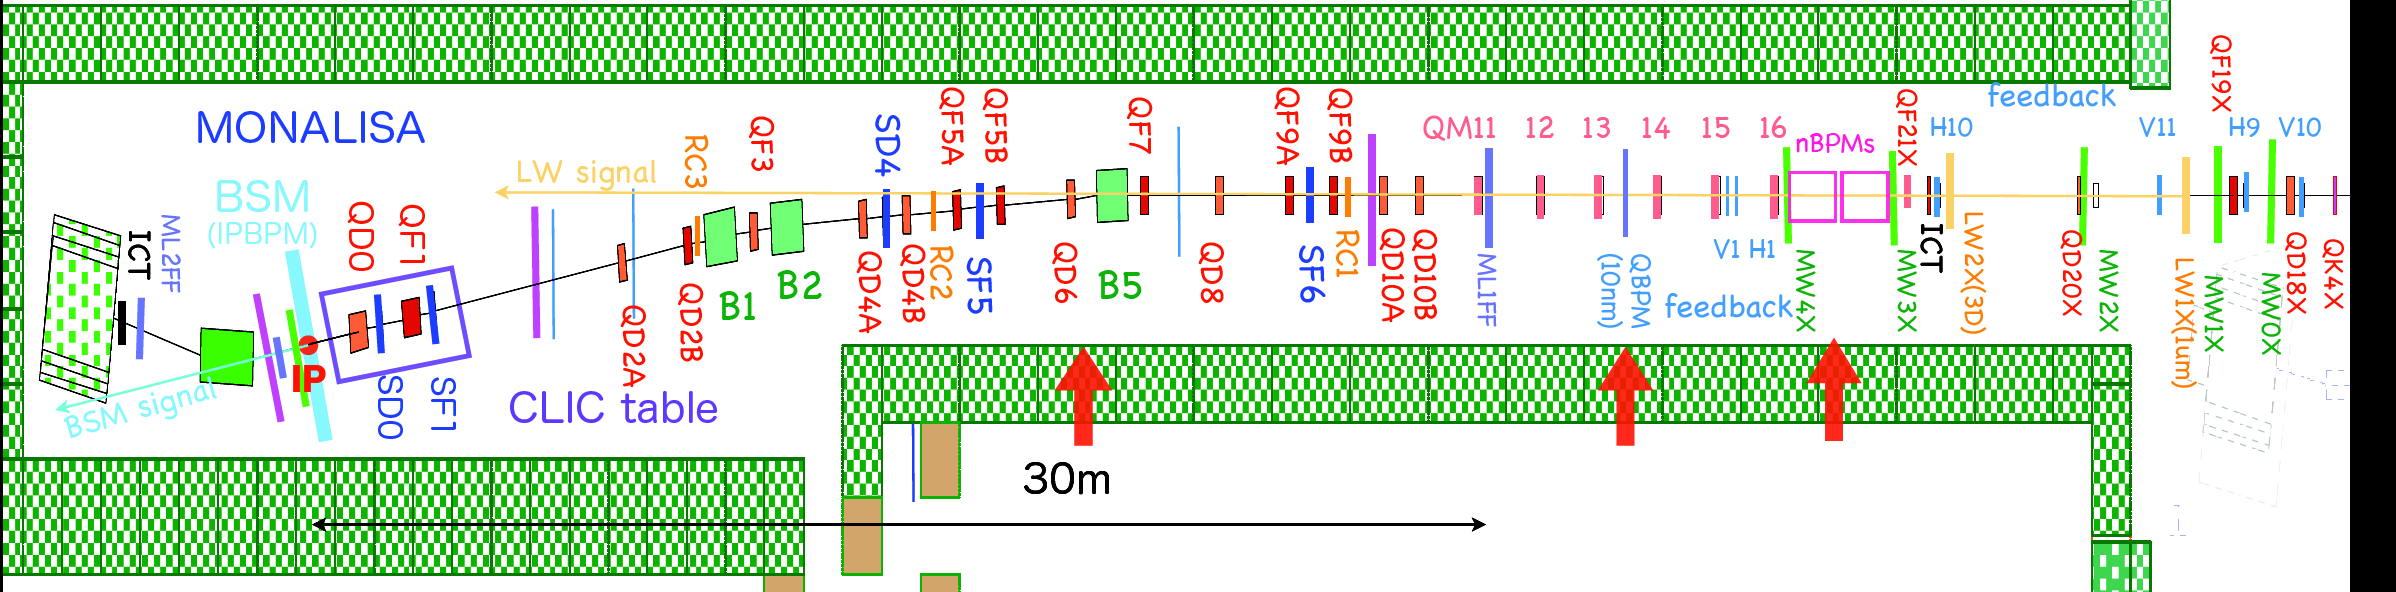 MONALISA
BSM
(IPBPM)
ICT
ML2FF
QD0
QF1
IP
BSM signal
SD0
SF1
CLIC table
LW signal
QD2A
RC3
QD2B
QF3
B1
B2
SD4
QD4A
QD4B
QF5A
RC2
QF5B
SF5
QD6
B5
QF7
QD8
QF9A
SF6
QF9B
RC1
QD10A
QD10B
QM11
ML1FF
12
13
QBPM
(10nm)
14
15
V1 H1
feedback
16
MW4X
nBPMs
QF21X
MW3X
H10
ICT
LW2X(3D)
feedback
QD20X
MW2X
V11
LW1X(1um)
QF19X
MW1X
H9
MW0X
V10
QD18X
QK4X
30m